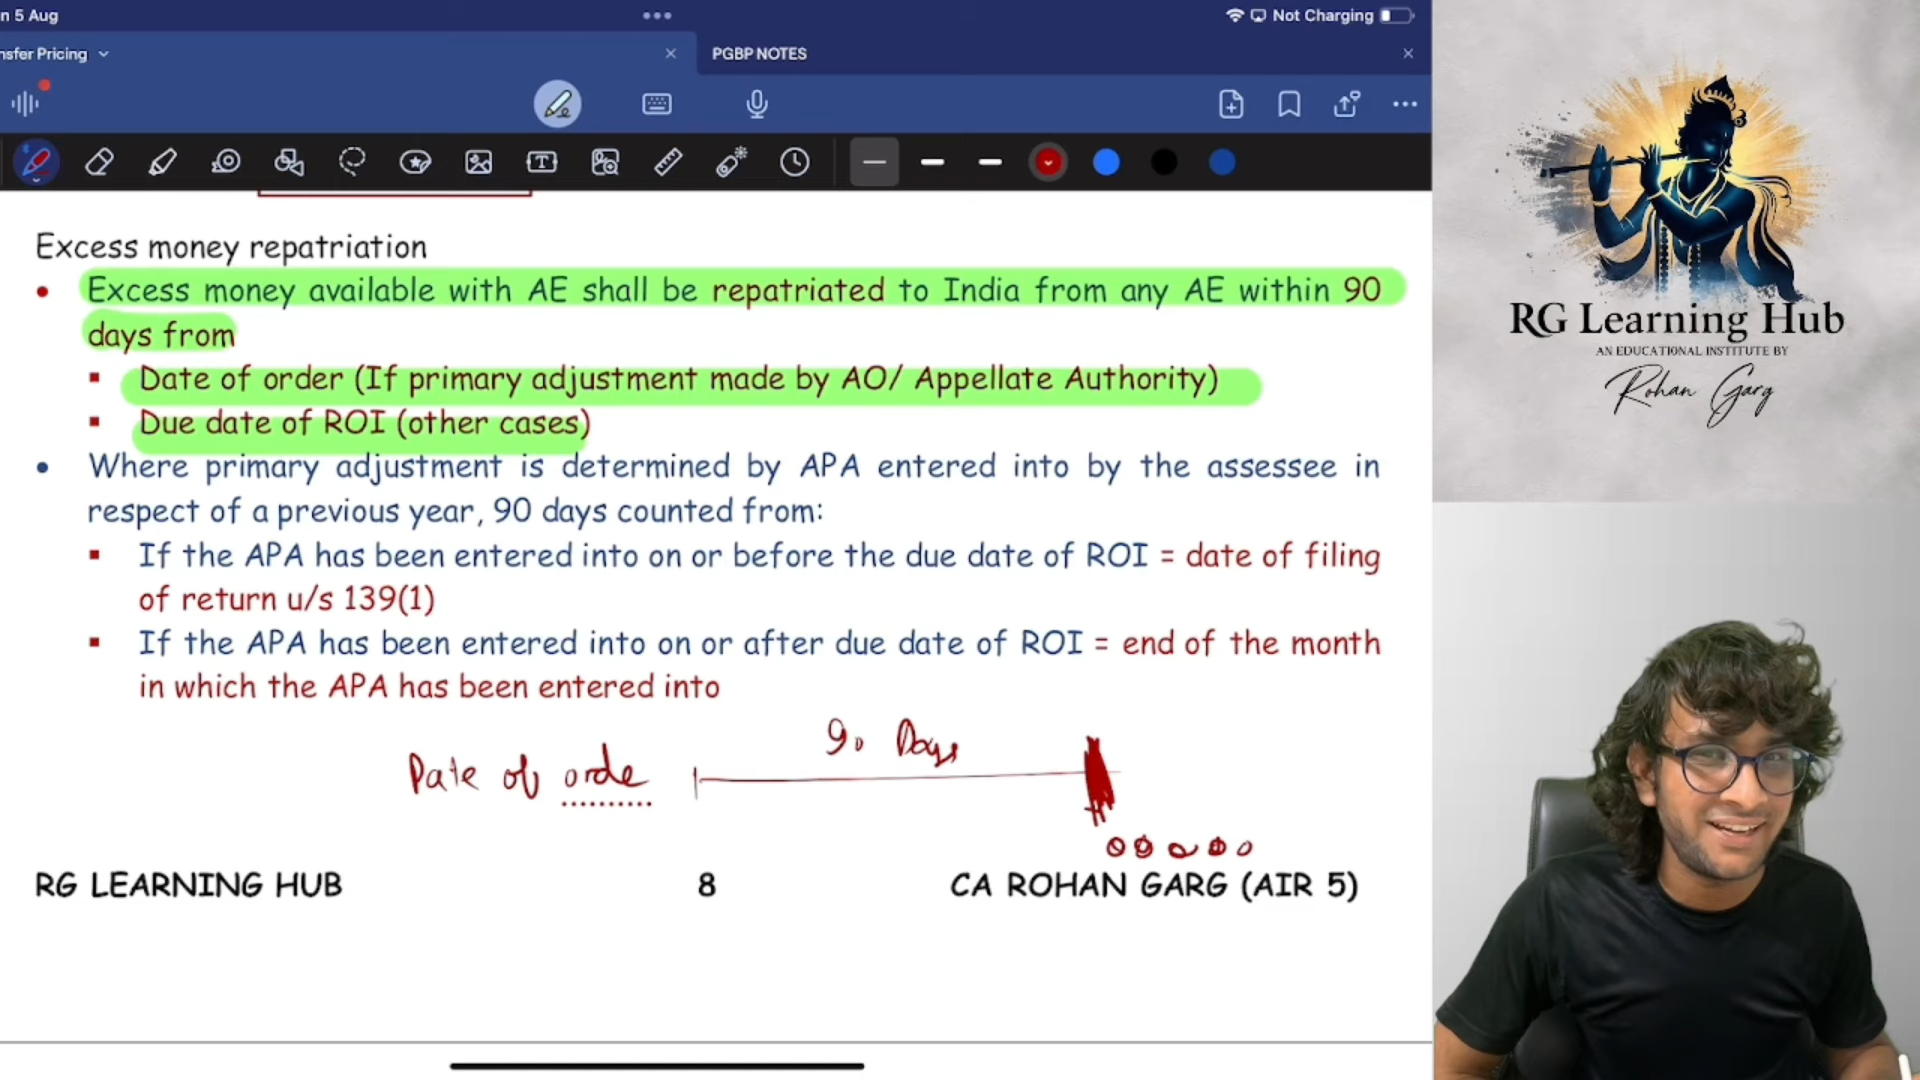 n 5 Aug
Not Charging
nsfer Pricing
PGBP NOTES
Excess money repatriation
• Excess money available with AE shall be repatriated to India from any AE within 90
days from
▪ Date of order (If primary adjustment made by AO/ Appellate Authority)
▪ Due date of ROI (other cases)
• Where primary adjustment is determined by APA entered into by the assessee in
respect of a previous year, 90 days counted from:
▪ If the APA has been entered into on or before the due date of ROI = date of filing
of return u/s 139(1)
▪ If the APA has been entered into on or after due date of ROI = end of the month
in which the APA has been entered into
90 Days
Date of orde
RG LEARNING HUB
8
CA ROHAN GARG (AIR 5)
RG Learning Hub
AN EDUCATIONAL INSTITUTE BY
Rohan Garg